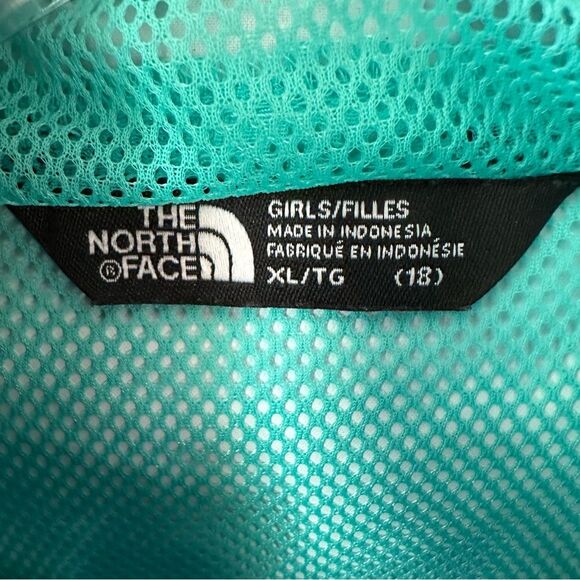 THE
NORTH
® FACE
GIRLS/FILLES
MADE IN INDONESIA
FABRIQUÉ EN INDONÉSIE
XL/TG (18)